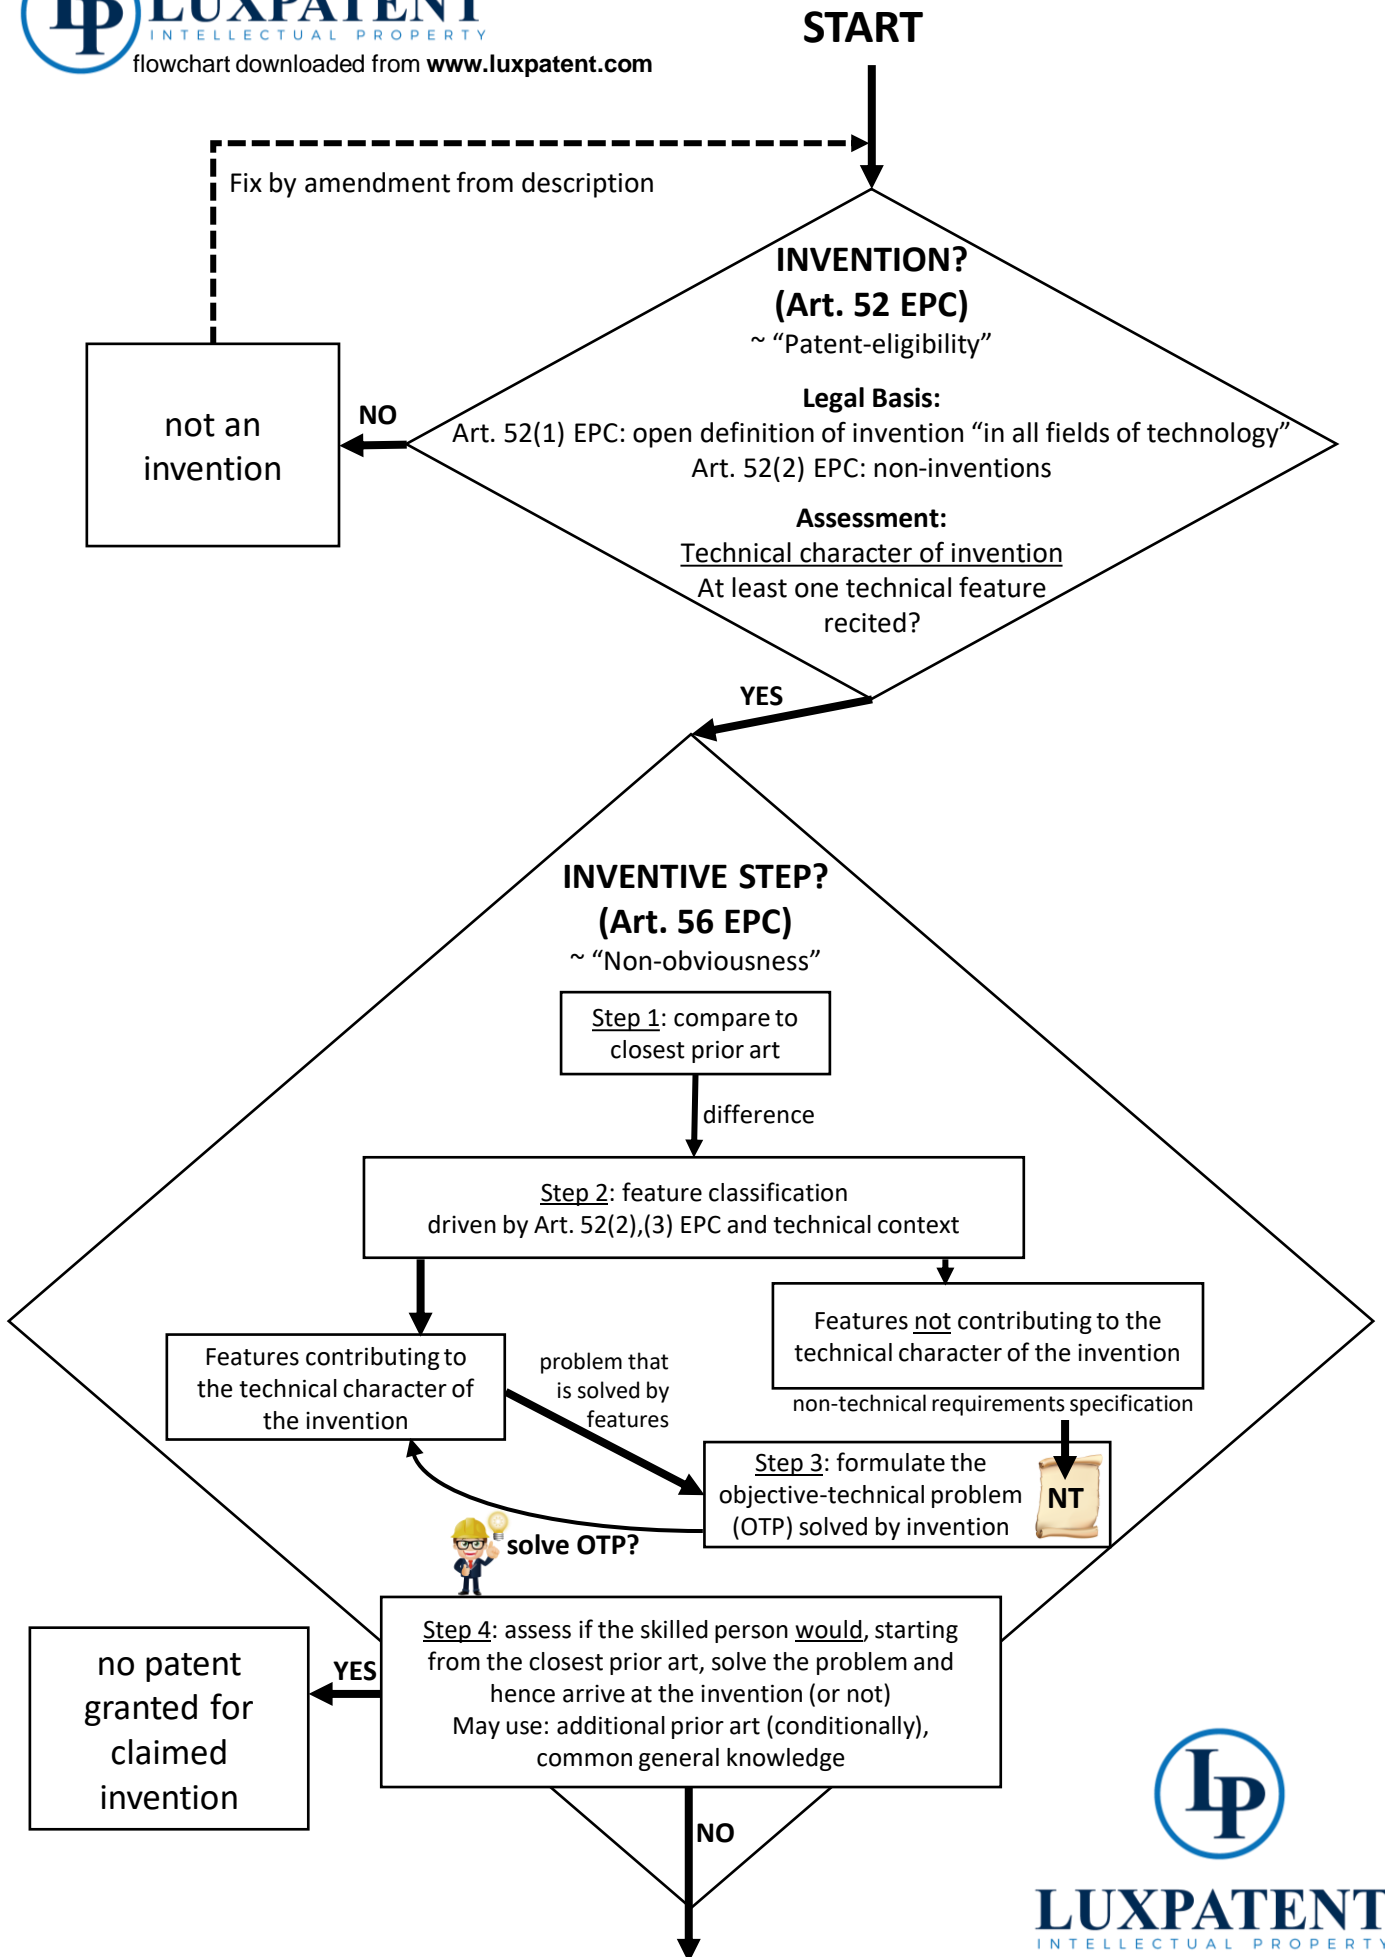 LP LUXPATENT
INTELLECTUAL PROPERTY
flowchart downloaded from www.luxpatent.com
START
Fix by amendment from description
INVENTION?
(Art. 52 EPC)
~ “Patent-eligibility”
Legal Basis:
Art. 52(1) EPC: open definition of invention “in all fields of technology”
Art. 52(2) EPC: non-inventions
Assessment:
Technical character of invention
At least one technical feature
recited?
NO
not an
invention
YES
INVENTIVE STEP?
(Art. 56 EPC)
~ “Non-obviousness”
Step 1: compare to
closest prior art
difference
Step 2: feature classification
driven by Art. 52(2),(3) EPC and technical context
Features contributing to
the technical character of
the invention
problem that
is solved by
features
Features not contributing to the
technical character of the invention
non-technical requirements specification
Step 3: formulate the
objective-technical problem
(OTP) solved by invention
NT
solve OTP?
Step 4: assess if the skilled person would, starting
from the closest prior art, solve the problem and
hence arrive at the invention (or not)
May use: additional prior art (conditionally),
common general knowledge
YES
no patent
granted for
claimed
invention
NO
LP
LUXPATENT
INTELLECTUAL PROPERTY